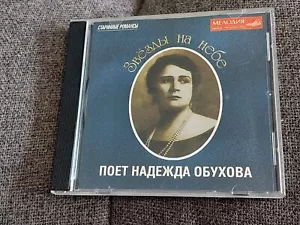 СТАРИННЫЕ РОМАНСЫ
МЕЛОДИЯ
Звёзды на небе
ПОЕТ НАДЕЖДА ОБУХОВА